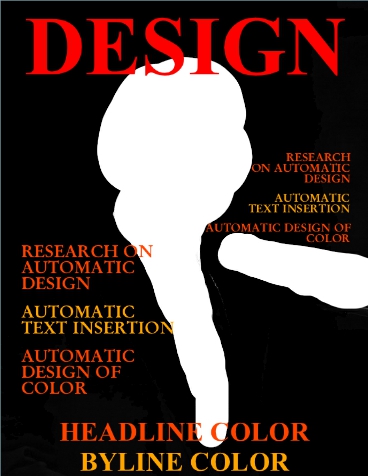 DESIGN
RESEARCH
ON AUTOMATIC
DESIGN
AUTOMATIC
TEXT INSERTION
AUTOMATIC DESIGN OF
COLOR
RESEARCH ON
AUTOMATIC
DESIGN
AUTOMATIC
TEXT INSERTION
AUTOMATIC
DESIGN OF
COLOR
HEADLINE COLOR
BYLINE COLOR